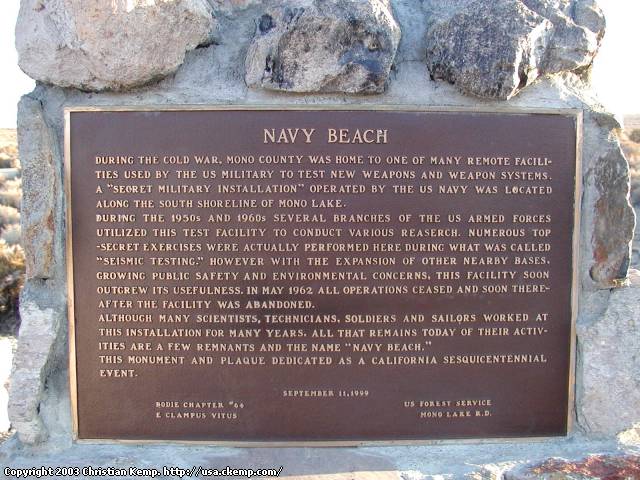 NAVY BEACH
DURING THE COLD WAR, MONO COUNTY WAS HOME TO ONE OF MANY REMOTE FACILI-
TIES USED BY THE US MILITARY TO TEST NEW WEAPONS AND WEAPON SYSTEMS.
A "SECRET MILITARY INSTALLATION" OPERATED BY THE US NAVY WAS LOCATED
ALONG THE SOUTH SHORELINE OF MONO LAKE.
DURING THE 1950S AND 1960S SEVERAL BRANCHES OF THE US ARMED FORCES
UTILIZED THIS TEST FACILITY TO CONDUCT VARIOUS REASERCH. NUMEROUS TOP
-SECRET EXERCISES WERE ACTUALLY PERFORMED HERE DURING WHAT WAS CALLED
"SEISMIC TESTING." HOWEVER WITH THE EXPANSION OF OTHER NEARBY BASES,
GROWING PUBLIC SAFETY AND ENVIRONMENTAL CONCERNS, THIS FACILITY SOON
OUTGREW ITS USEFULNESS. IN MAY 1962 ALL OPERATIONS CEASED AND SOON THERE-
AFTER THE FACILITY WAS ABANDONED.
ALTHOUGH MANY SCIENTISTS, TECHNICIANS, SOLDIERS AND SAILORS WORKED AT
THIS INSTALLATION FOR MANY YEARS, ALL THAT REMAINS TODAY OF THEIR ACTIV-
ITIES ARE A FEW REMNANTS AND THE NAME "NAVY BEACH."
THIS MONUMENT AND PLAQUE DEDICATED AS A CALIFORNIA SESQUICENTENNIAL
EVENT.
SEPTEMBER 11, 1999
BODIE CHAPTER #64 US FOREST SERVICE
E CLAMPUS VITUS MONO LAKE R.D.
Copyright 2003 Christian Kemp. http://usa.ckemp.com/